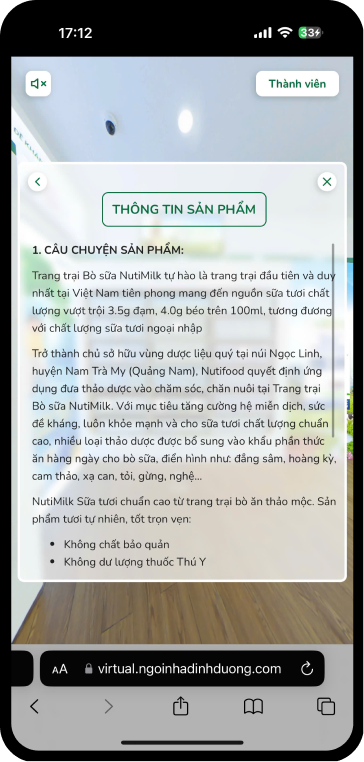 17:12
33
Thành viên
THÔNG TIN SẢN PHẨM
1. CÂU CHUYỆN SẢN PHẨM:
Trang trại Bò sữa NutiMilk tự hào là trang trại đầu tiên và duy
nhất tại Việt Nam tiên phong mang đến nguồn sữa tươi chất
lượng vượt trội 3.5g đạm, 4.0g béo trên 100ml, tương đương
với chất lượng sữa tươi ngoại nhập
Trở thành chủ sở hữu vùng dược liệu quý tại núi Ngọc Linh,
huyện Nam Trà My (Quảng Nam), Nutifood quyết định ứng
dụng đưa thảo dược vào chăm sóc, chăn nuôi tại Trang trại
Bò sữa NutiMilk. Với mục tiêu tăng cường hệ miễn dịch, sức
đề kháng, luôn khỏe mạnh và cho sữa tươi chất lượng chuẩn
cao, nhiều loại thảo dược được bổ sung vào khẩu phần thức
ăn hàng ngày cho bò sữa, điển hình như: đẳng sâm, hoàng kỳ,
cam thảo, xạ can, tỏi, gừng, nghệ...
NutiMilk Sữa tươi chuẩn cao từ trang trại bò ăn thảo mộc. Sản
phẩm tươi tự nhiên, tốt trọn vẹn:
• Không chất bảo quản
• Không dư lượng thuốc Thú Y
AA virtual.ngoinhadinhduong.com